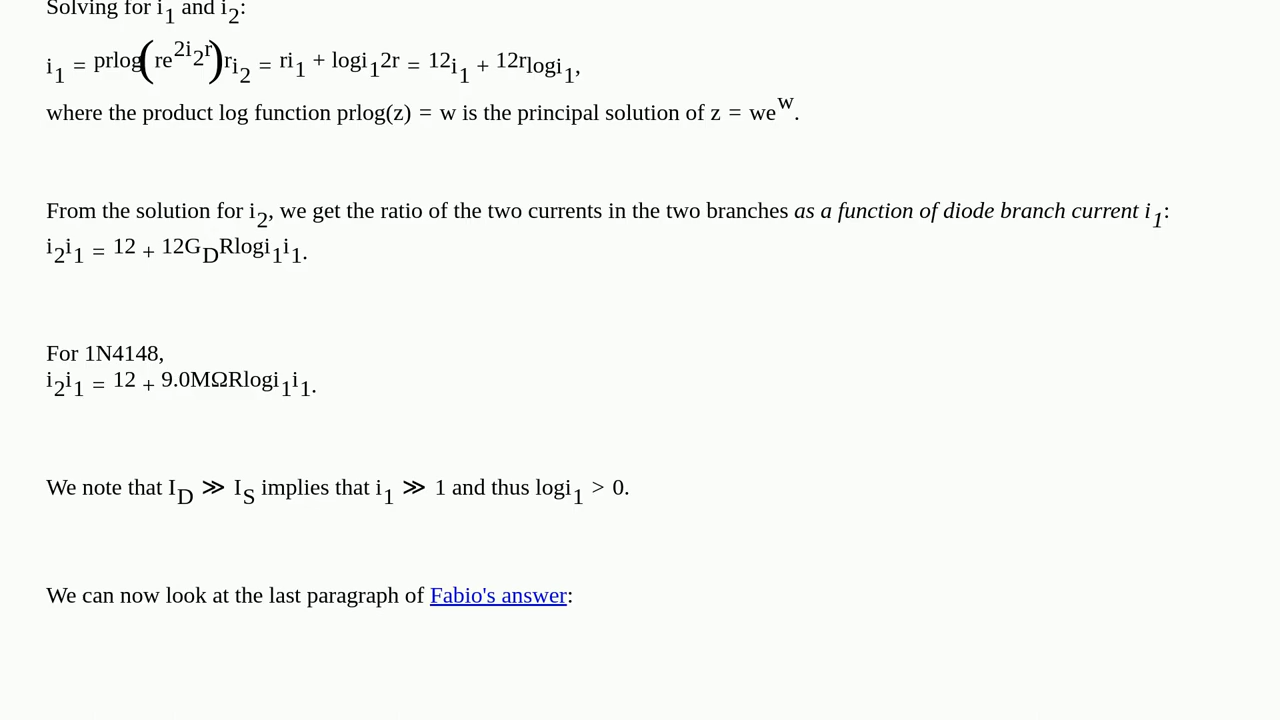 Solving for i1 and i2:
i1 = prlog(re2i2r)ri2 = ri1 + logi12r = 12i1 + 12rlogi1,
where the product log function prlog(z) = w is the principal solution of z = wew.
From the solution for i2, we get the ratio of the two currents in the two branches as a function of diode branch current i1:
i2i1 = 12 + 12GDRlogi1i1.
For 1N4148,
i2i1 = 12 + 9.0MΩRlogi1i1.
We note that ID ≫ IS implies that i1 ≫ 1 and thus logi1 > 0.
We can now look at the last paragraph of Fabio's answer: